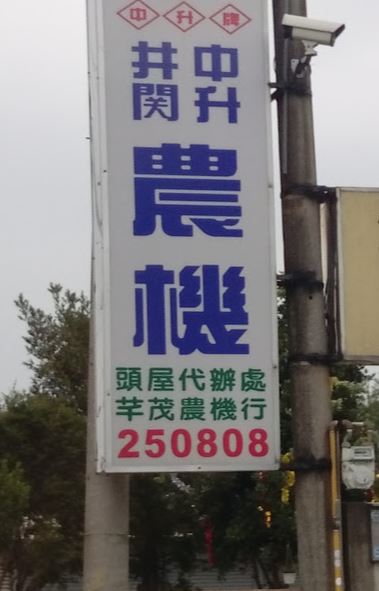 中升牌
中升
井関
農機
頭屋代辦處
芊茂農機行
250808